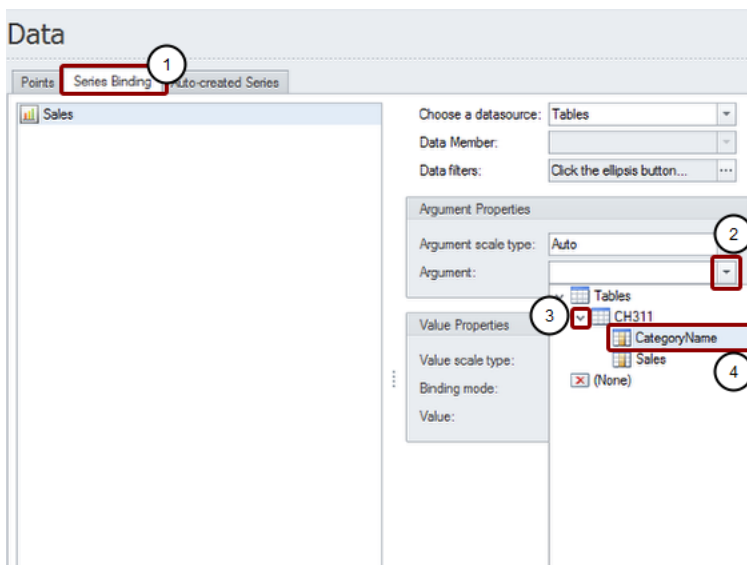 Data
1
Points Series Binding Auto-created Series
Sales
Choose a datasource: Tables
Data Member:
Data filters: Click the ellipsis button... ...
Argument Properties
2
Argument scale type: Auto
Argument:
Tables
3
CH311
Value Properties
CategoryName
Value scale type:
Sales
4
Binding mode:
(None)
Value: